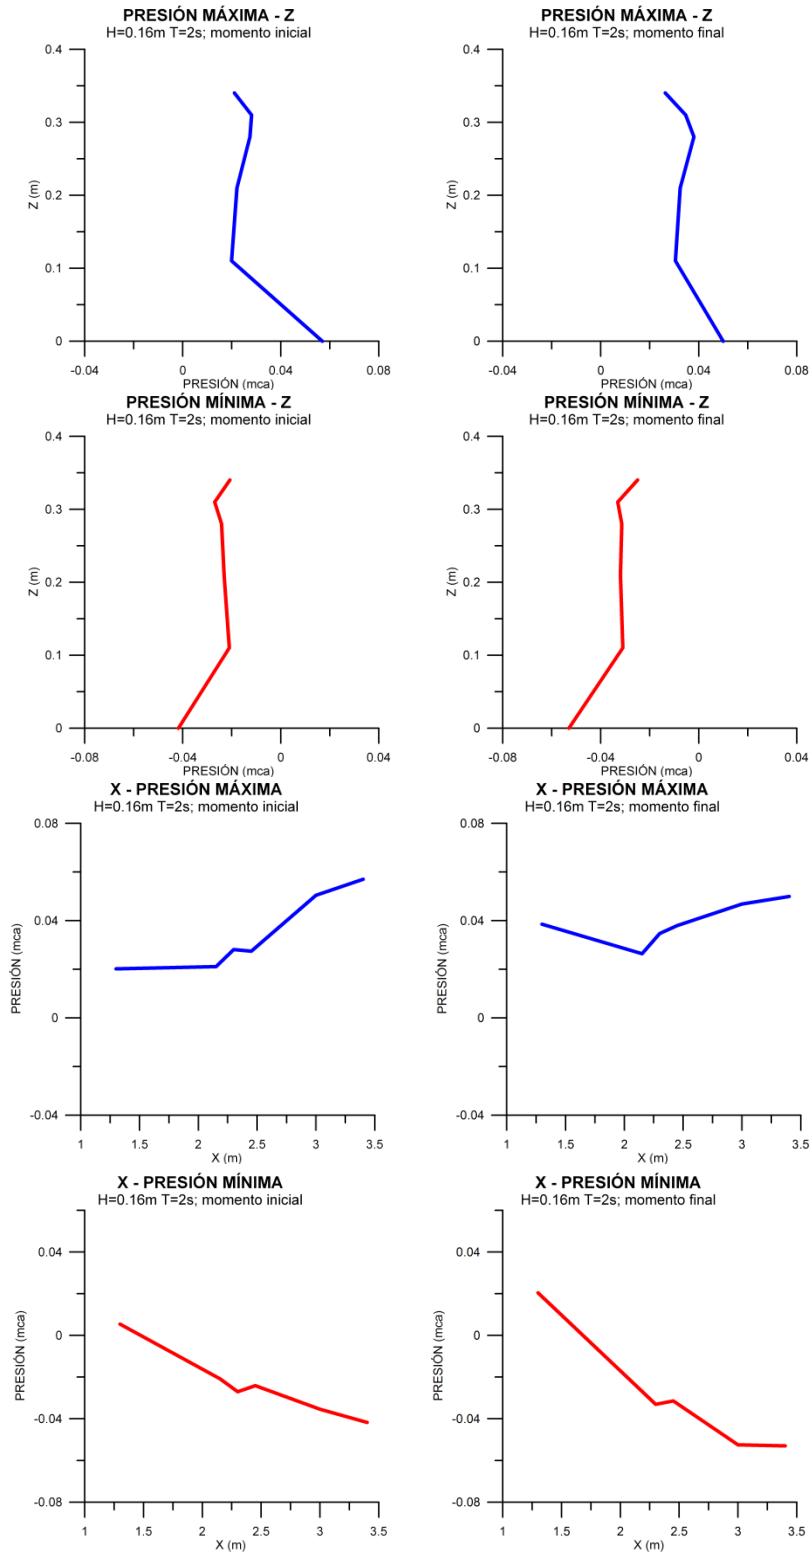 PRESIÓN MÁXIMA - Z
H=0.16m T=2s; momento inicial
0.4
0.3
0.2
0.1
0
Z (m)
-0.04
0
0.04
0.08
PRESIÓN (mca)
PRESIÓN MÁXIMA - Z
H=0.16m T=2s; momento final
0.4
0.3
0.2
0.1
0
Z (m)
-0.04
0
0.04
0.08
PRESIÓN (mca)
PRESIÓN MÍNIMA - Z
H=0.16m T=2s; momento inicial
0.4
0.3
0.2
0.1
0
Z (m)
-0.08
-0.04
0
0.04
PRESIÓN (mca)
PRESIÓN MÍNIMA - Z
H=0.16m T=2s; momento final
0.4
0.3
0.2
0.1
0
Z (m)
-0.08
-0.04
0
0.04
PRESIÓN (mca)
X - PRESIÓN MÁXIMA
H=0.16m T=2s; momento inicial
0.08
0.04
0
-0.04
PRESIÓN (mca)
1
1.5
2
2.5
3
3.5
X (m)
X - PRESIÓN MÁXIMA
H=0.16m T=2s; momento final
0.08
0.04
0
-0.04
PRESIÓN (mca)
1
1.5
2
2.5
3
3.5
X (m)
X - PRESIÓN MÍNIMA
H=0.16m T=2s; momento inicial
0.04
0
-0.04
-0.08
PRESIÓN (mca)
1
1.5
2
2.5
3
3.5
X (m)
X - PRESIÓN MÍNIMA
H=0.16m T=2s; momento final
0.04
0
-0.04
-0.08
PRESIÓN (mca)
1
1.5
2
2.5
3
3.5
X (m)